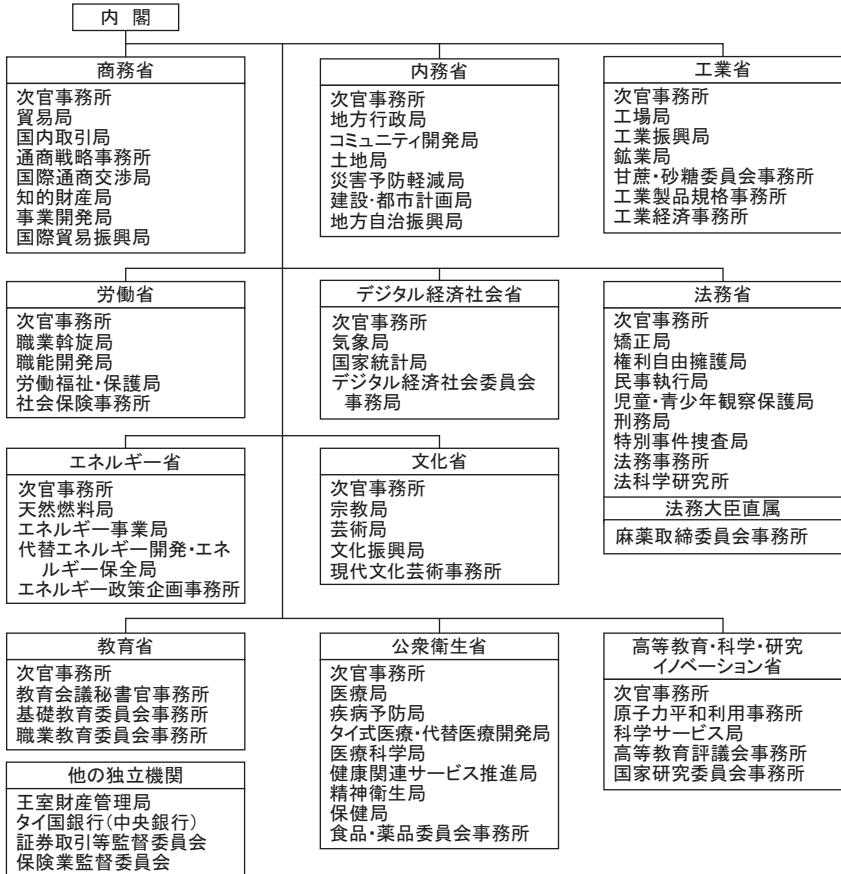 内 閣
商務省
次官事務所
貿易局
国内取引局
通商戦略事務所
国際通商交渉局
知的財産局
事業開発局
国際貿易振興局
内務省
次官事務所
地方行政局
コミュニティ開発局
土地局
災害予防軽減局
建設・都市計画局
地方自治振興局
工業省
次官事務所
工場局
工業振興局
鉱業局
甘蔗・砂糖委員会事務所
工業製品規格事務所
工業経済事務所
労働省
次官事務所
職業斡旋局
職能開発局
労働福祉・保護局
社会保険事務所
デジタル経済社会省
次官事務所
気象局
国家統計局
デジタル経済社会委員会
事務局
法務省
次官事務所
矯正局
権利自由擁護局
民事執行局
児童・青少年観察保護局
刑務局
特別事件捜査局
法務事務所
法科学研究所
法務大臣直属
麻薬取締委員会事務所
エネルギー省
次官事務所
天然燃料局
エネルギー事業局
代替エネルギー開発・エネ
ルギー保全局
エネルギー政策企画事務所
文化省
次官事務所
宗教局
芸術局
文化振興局
現代文化芸術事務所
教育省
次官事務所
教育会議秘書官事務所
基礎教育委員会事務所
職業教育委員会事務所
公衆衛生省
次官事務所
医療局
疾病予防局
タイ式医療・代替医療開発局
医療科学局
健康関連サービス推進局
精神衛生局
保健局
食品・薬品委員会事務所
高等教育・科学・研究
イノベーション省
次官事務所
原子力平和利用事務所
科学サービス局
高等教育評議会事務所
国家研究委員会事務所
他の独立機関
王室財産管理局
タイ国銀行(中央銀行)
証券取引等監督委員会
保険業監督委員会